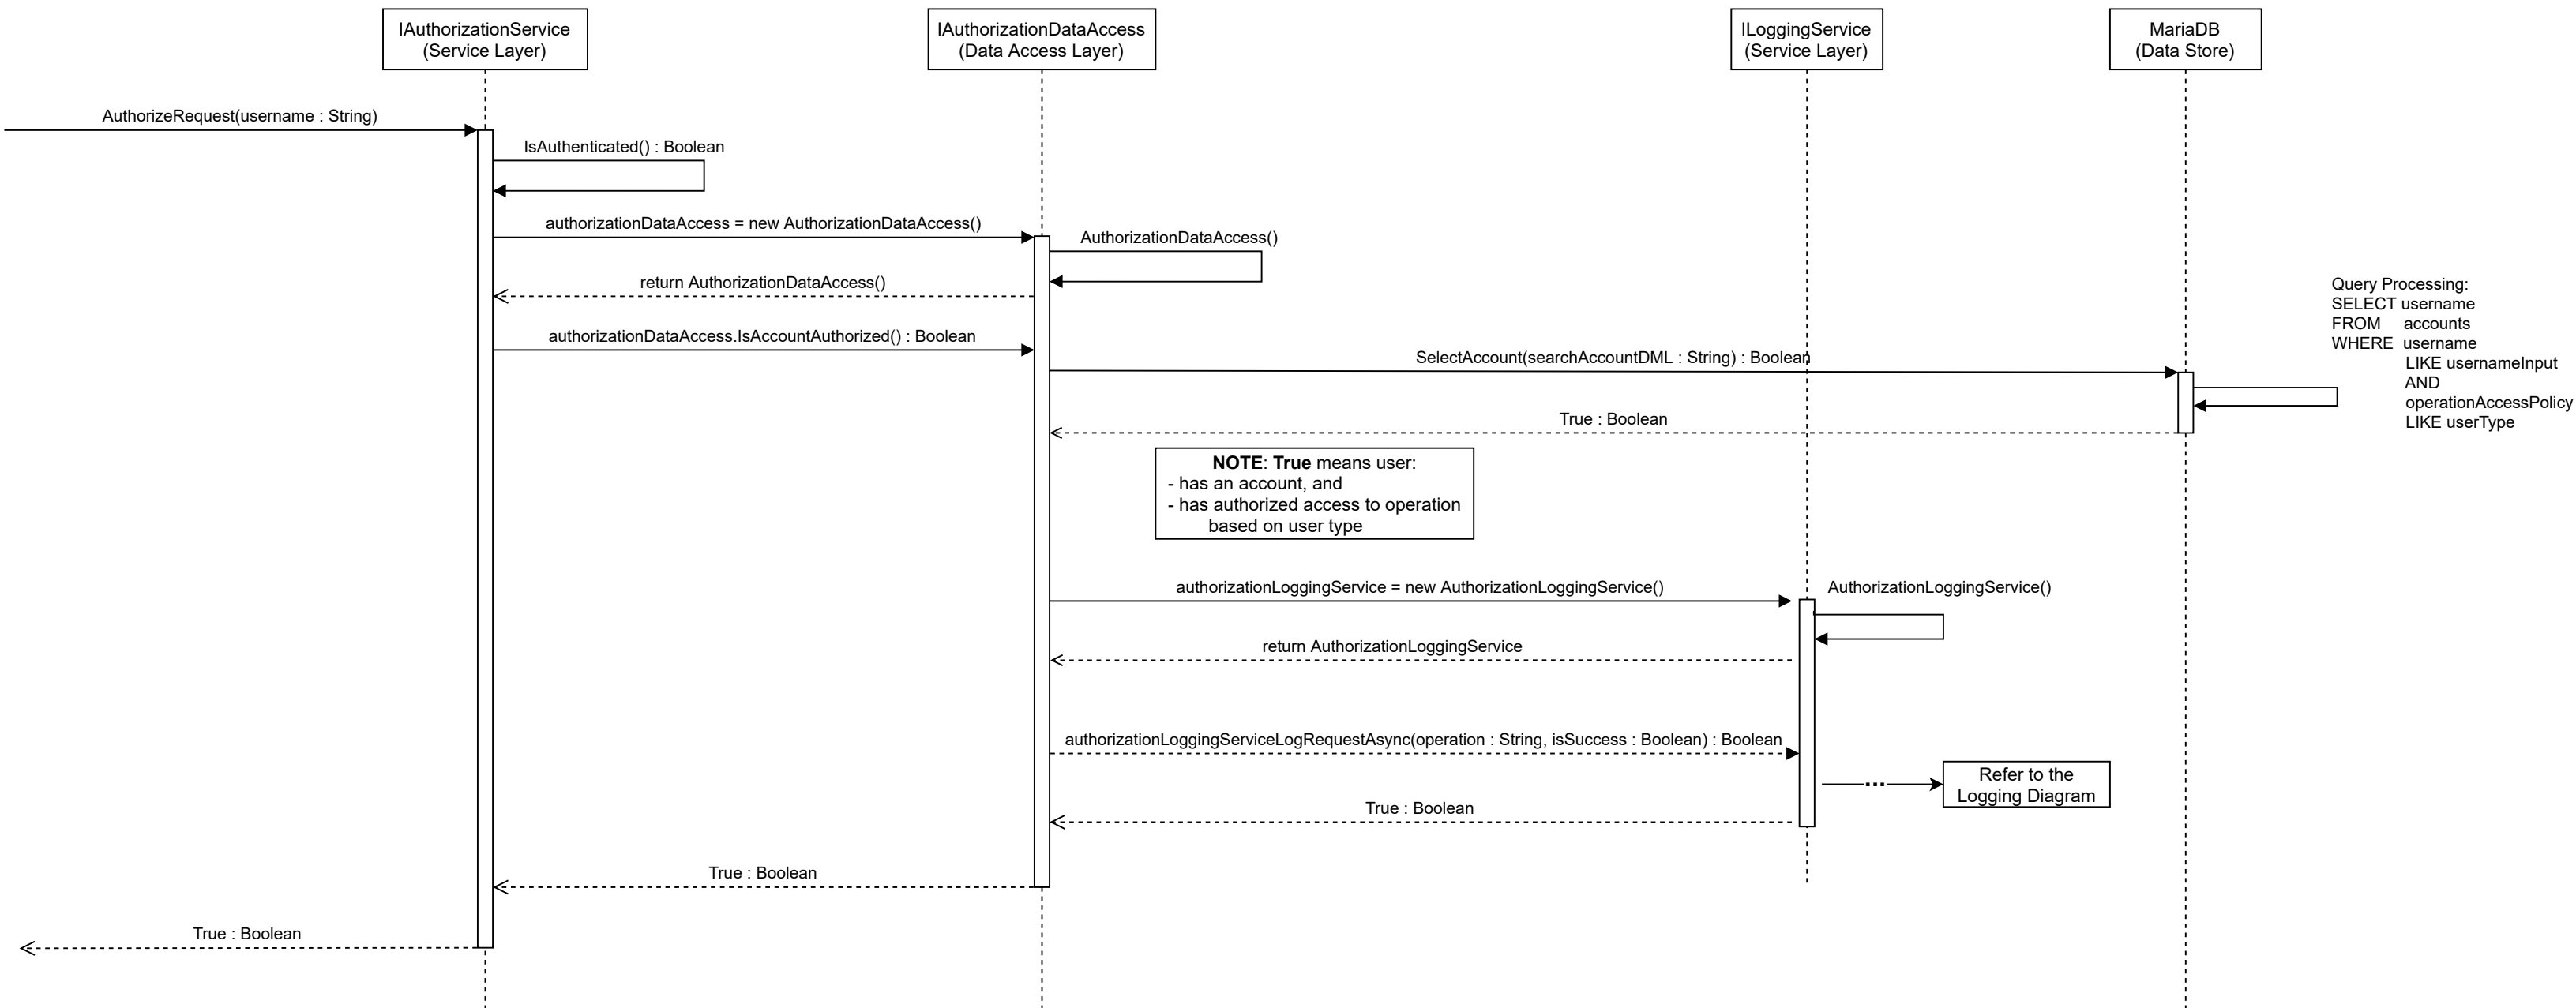 IAuthorizationService
(Service Layer)
IAuthorizationDataAccess
(Data Access Layer)
ILoggingService
(Service Layer)
MariaDB
(Data Store)
AuthorizeRequest(username : String)
IsAuthenticated() : Boolean
authorizationDataAccess = new AuthorizationDataAccess()
AuthorizationDataAccess()
return AuthorizationDataAccess()
authorizationDataAccess.IsAccountAuthorized() : Boolean
SelectAccount(searchAccountDML : String) : Boolean
Query Processing:
SELECT username
FROM accounts
WHERE username
LIKE usernameInput
AND
operationAccessPolicy
LIKE userType
True : Boolean
NOTE: True means user:
- has an account, and
- has authorized access to operation
based on user type
authorizationLoggingService = new AuthorizationLoggingService()
AuthorizationLoggingService()
return AuthorizationLoggingService
authorizationLoggingServiceLogRequestAsync(operation : String, isSuccess : Boolean) : Boolean
Refer to the
Logging Diagram
True : Boolean
True : Boolean
True : Boolean